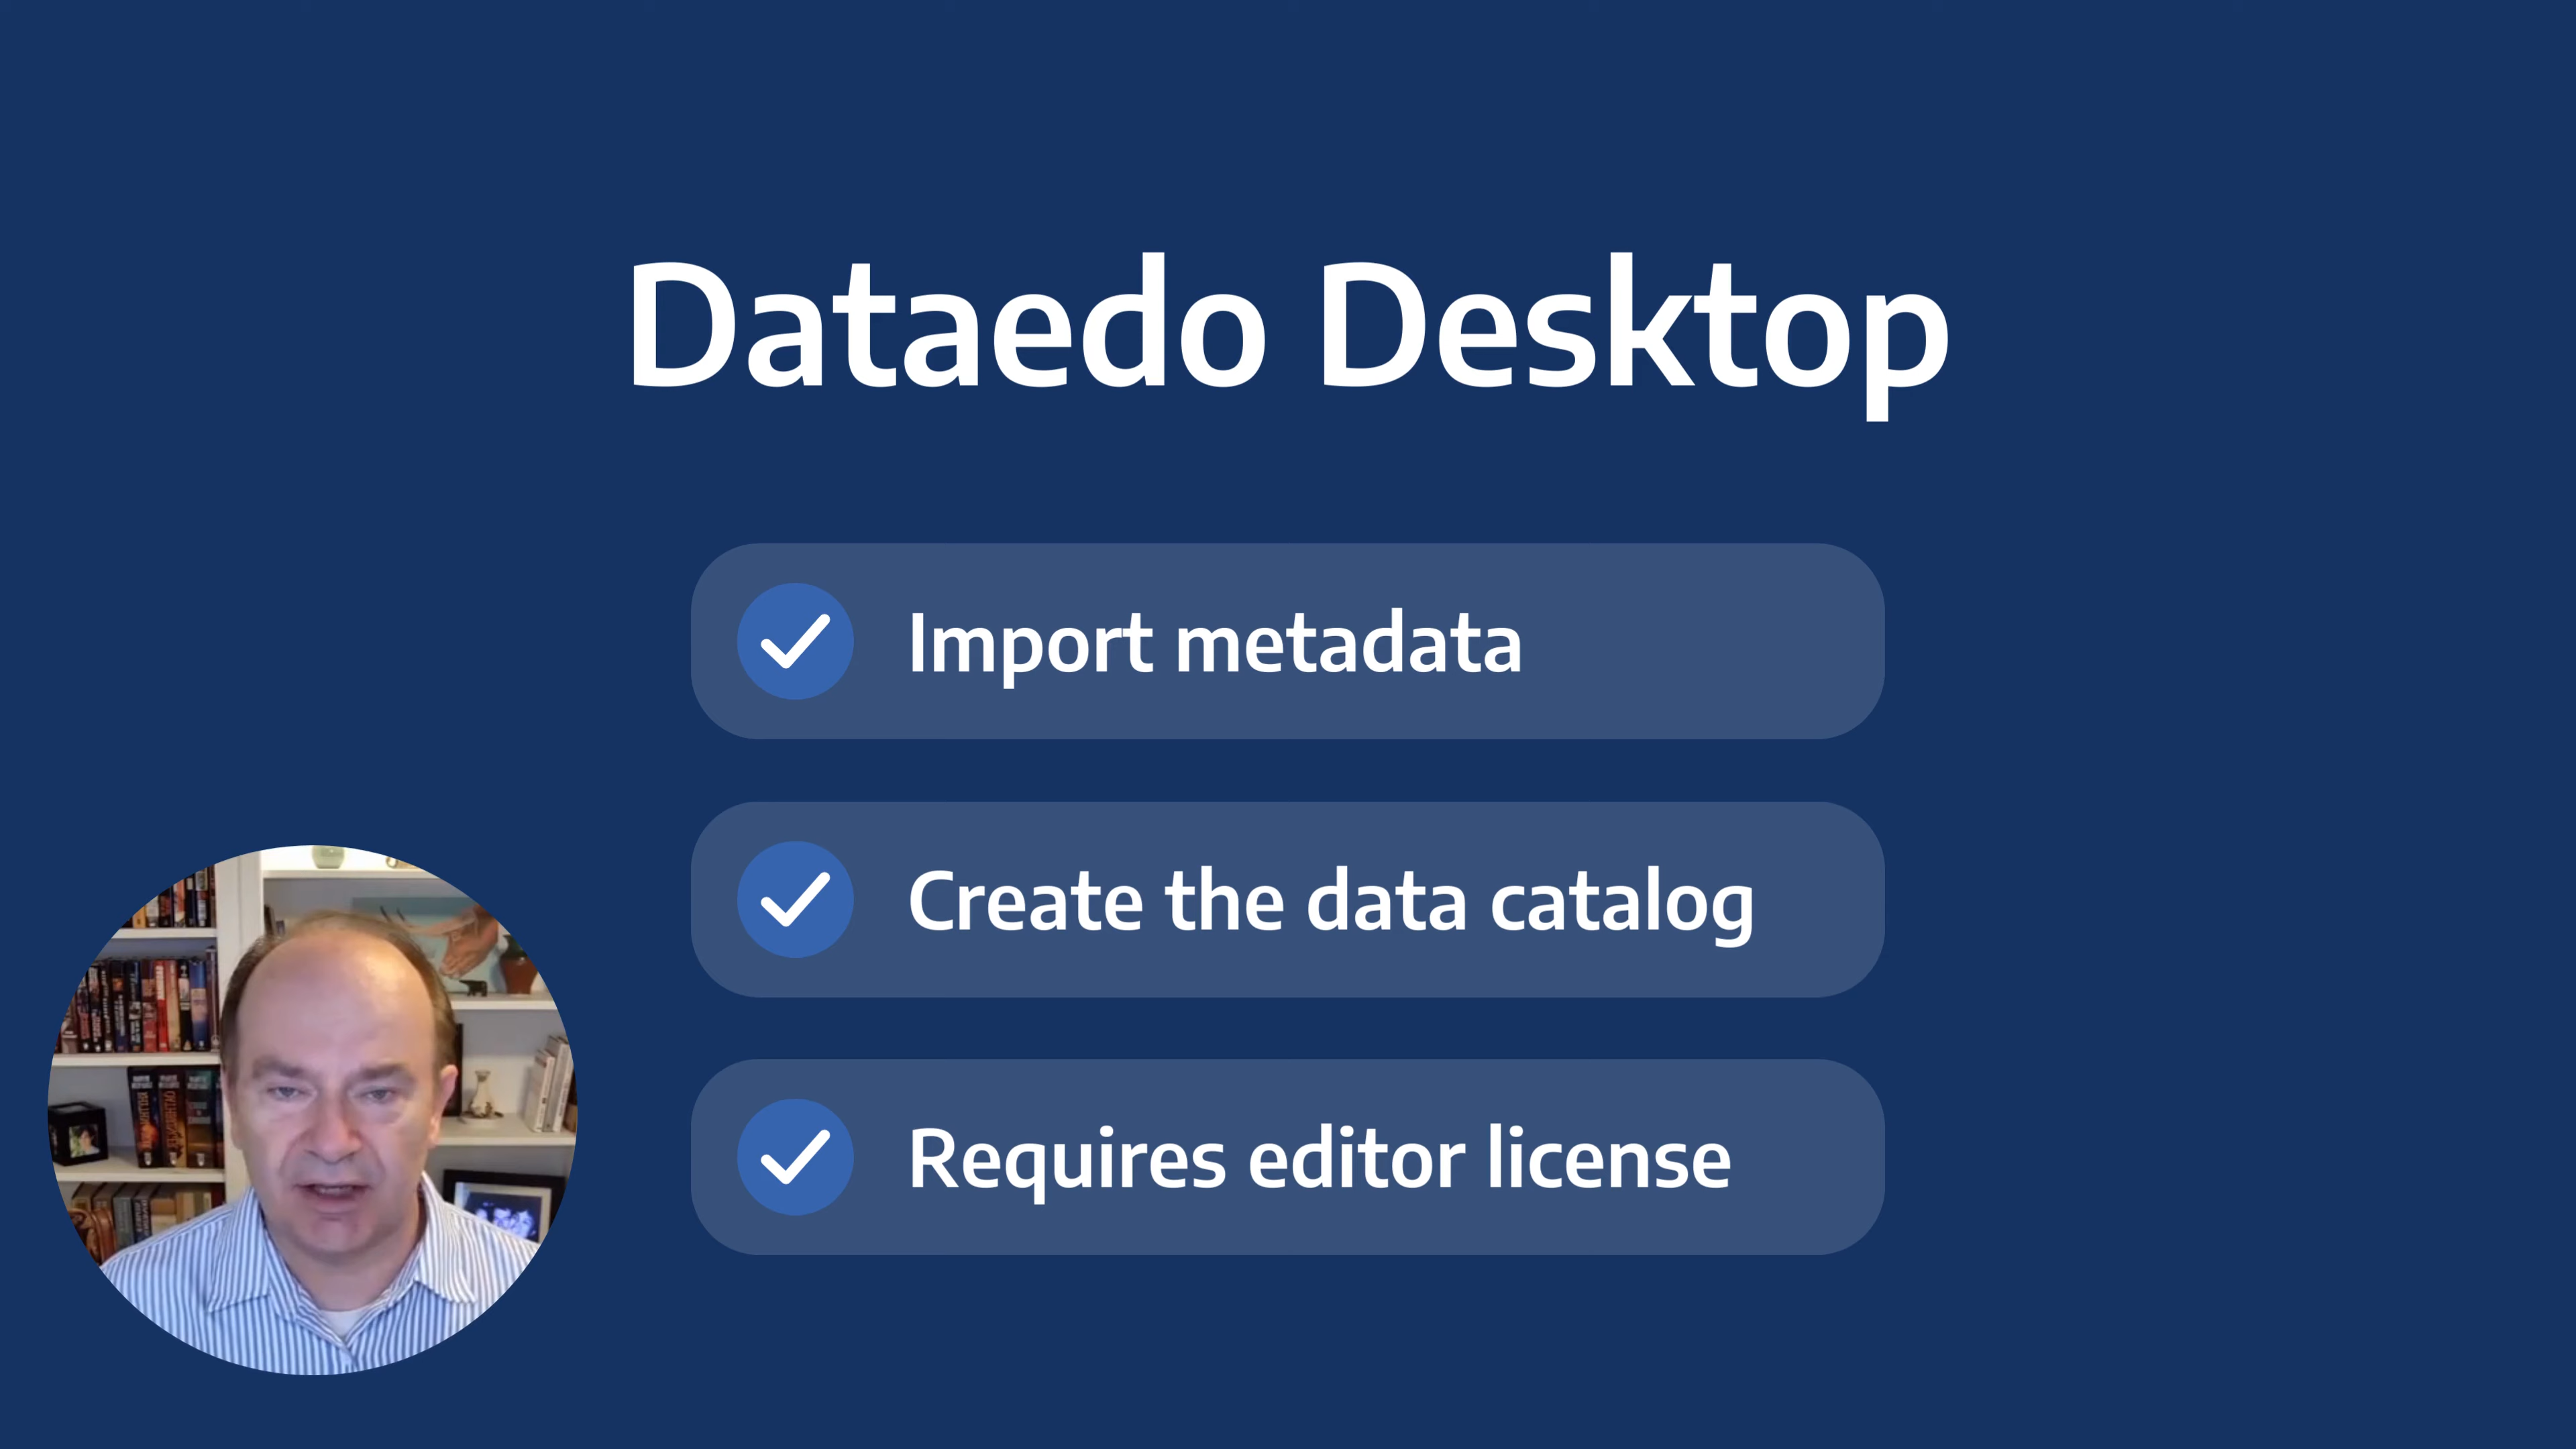 Dataedo Desktop
Import metadata
Create the data catalog
Requires editor license